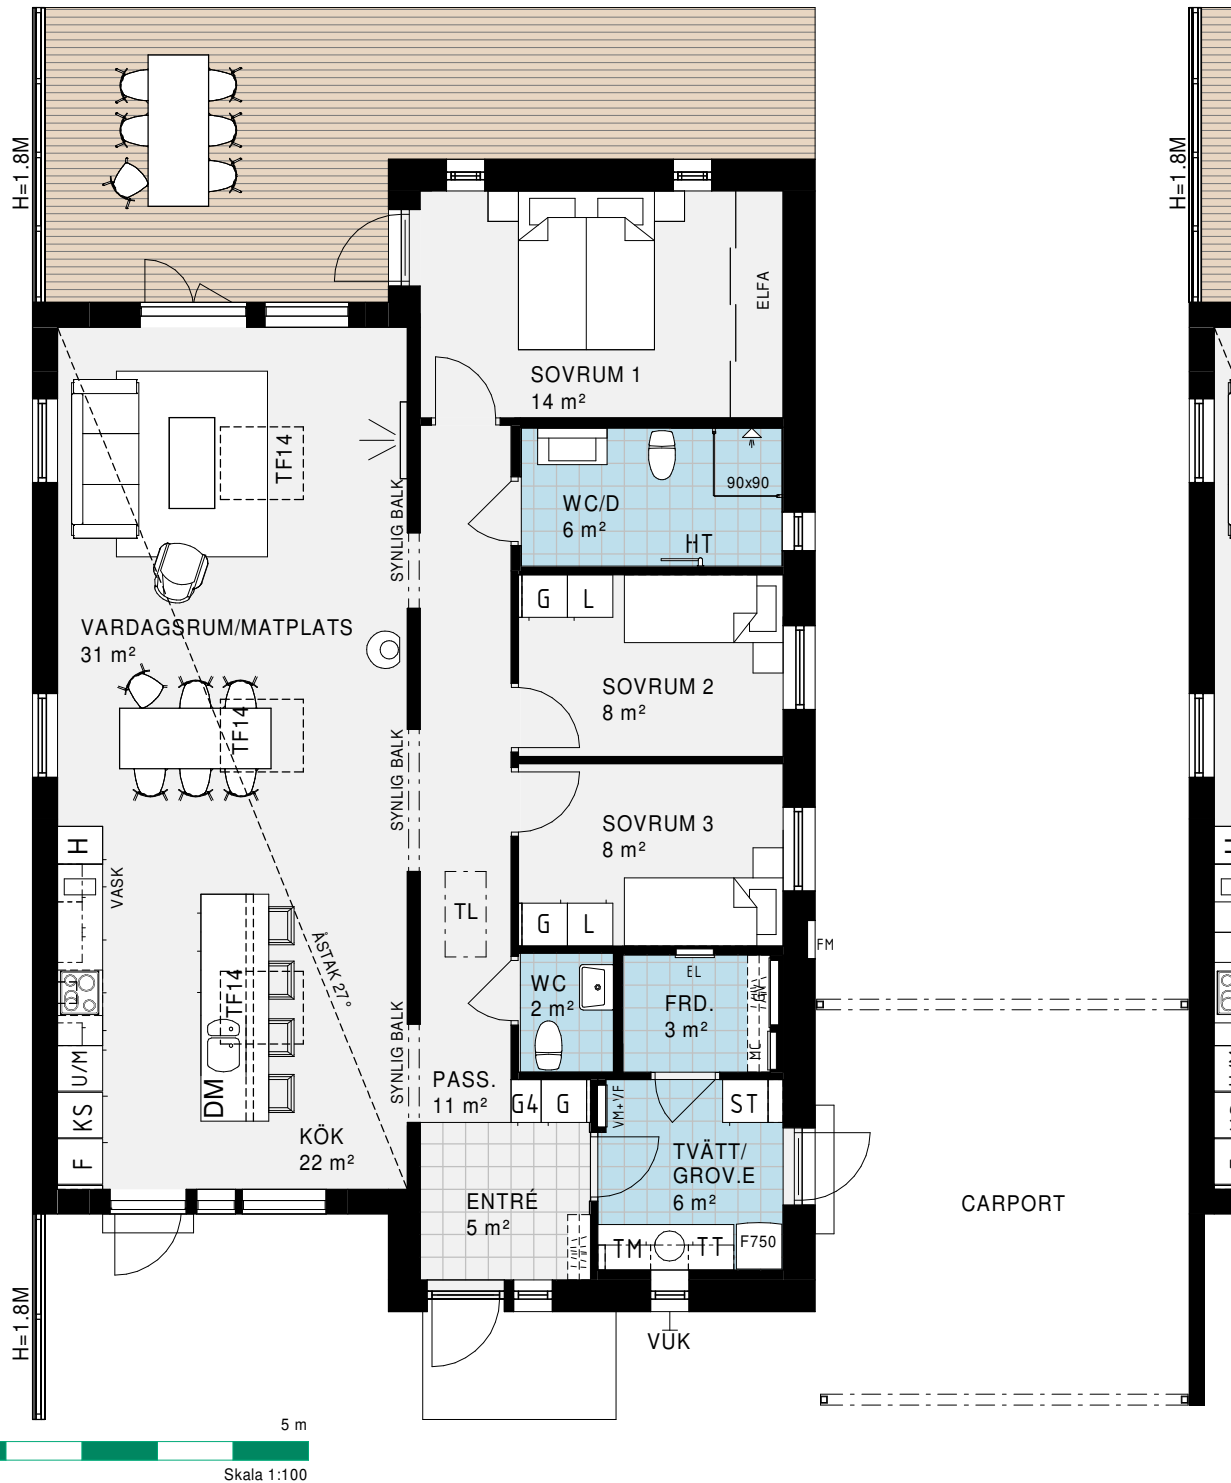 H=1.8M
H=1.8M
ELFA
SOVRUM 1
14 m²
TF14
SYNLIG BALK
WC/D
6 m²
90x90
HT
G L
VARDAGSRUM/MATPLATS
31 m²
SOVRUM 2
8 m²
TF14
SYNLIG BALK
SOVRUM 3
8 m²
H
VASK
TL
G L
FM
ÅSTAK 27°
WC
2 m²
EL
FRD.
3 m²
GV
MC
TF14
SYNLIG BALK
U/M
KS
F
DM
KÖK
22 m²
PASS.
11 m²
G4 G
VM+VF
ST
TVÄTT/
GROV.E
6 m²
ENTRÉ
5 m²
TM TT
F750
CARPORT
H=1.8M
VUK
5 m
Skala 1:100